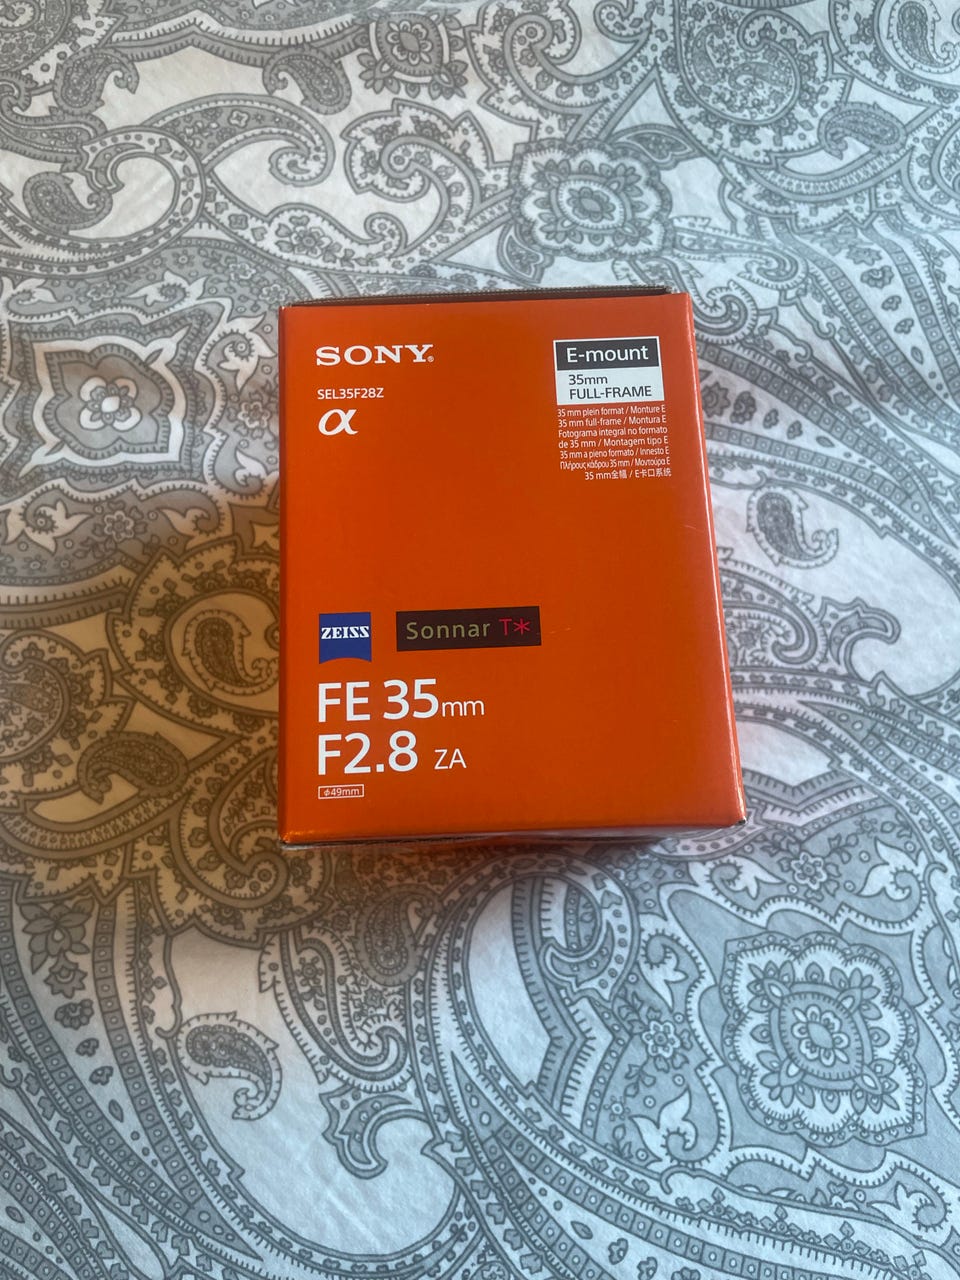 SONY®
SEL35F28Z
α
E-mount
35mm
FULL-FRAME
35 mm plein format / Monture E
35 mm full-frame / Montura E
Fotograma integral no formato
de 35 mm / Montagem tipo E
35 mm a pieno formato / Innesto E
Πλήρους κάδρου 35 mm / Μοντούρα E
35 mm全幅 / E卡口系统
ZEISS
Sonnar T*
FE 35mm
F2.8 ZA
ϕ49mm